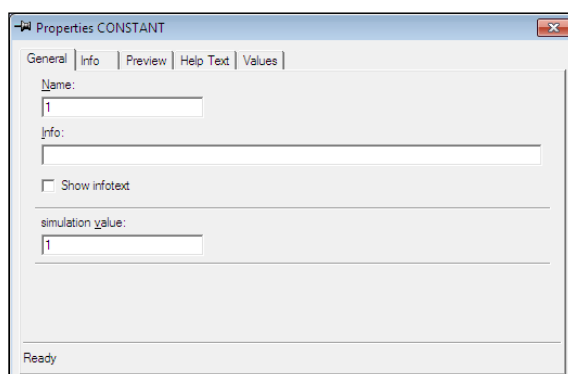 Properties CONSTANT
General Info Preview Help Text Values
Name:
1
Info:
Show infotext
simulation value:
1
Ready